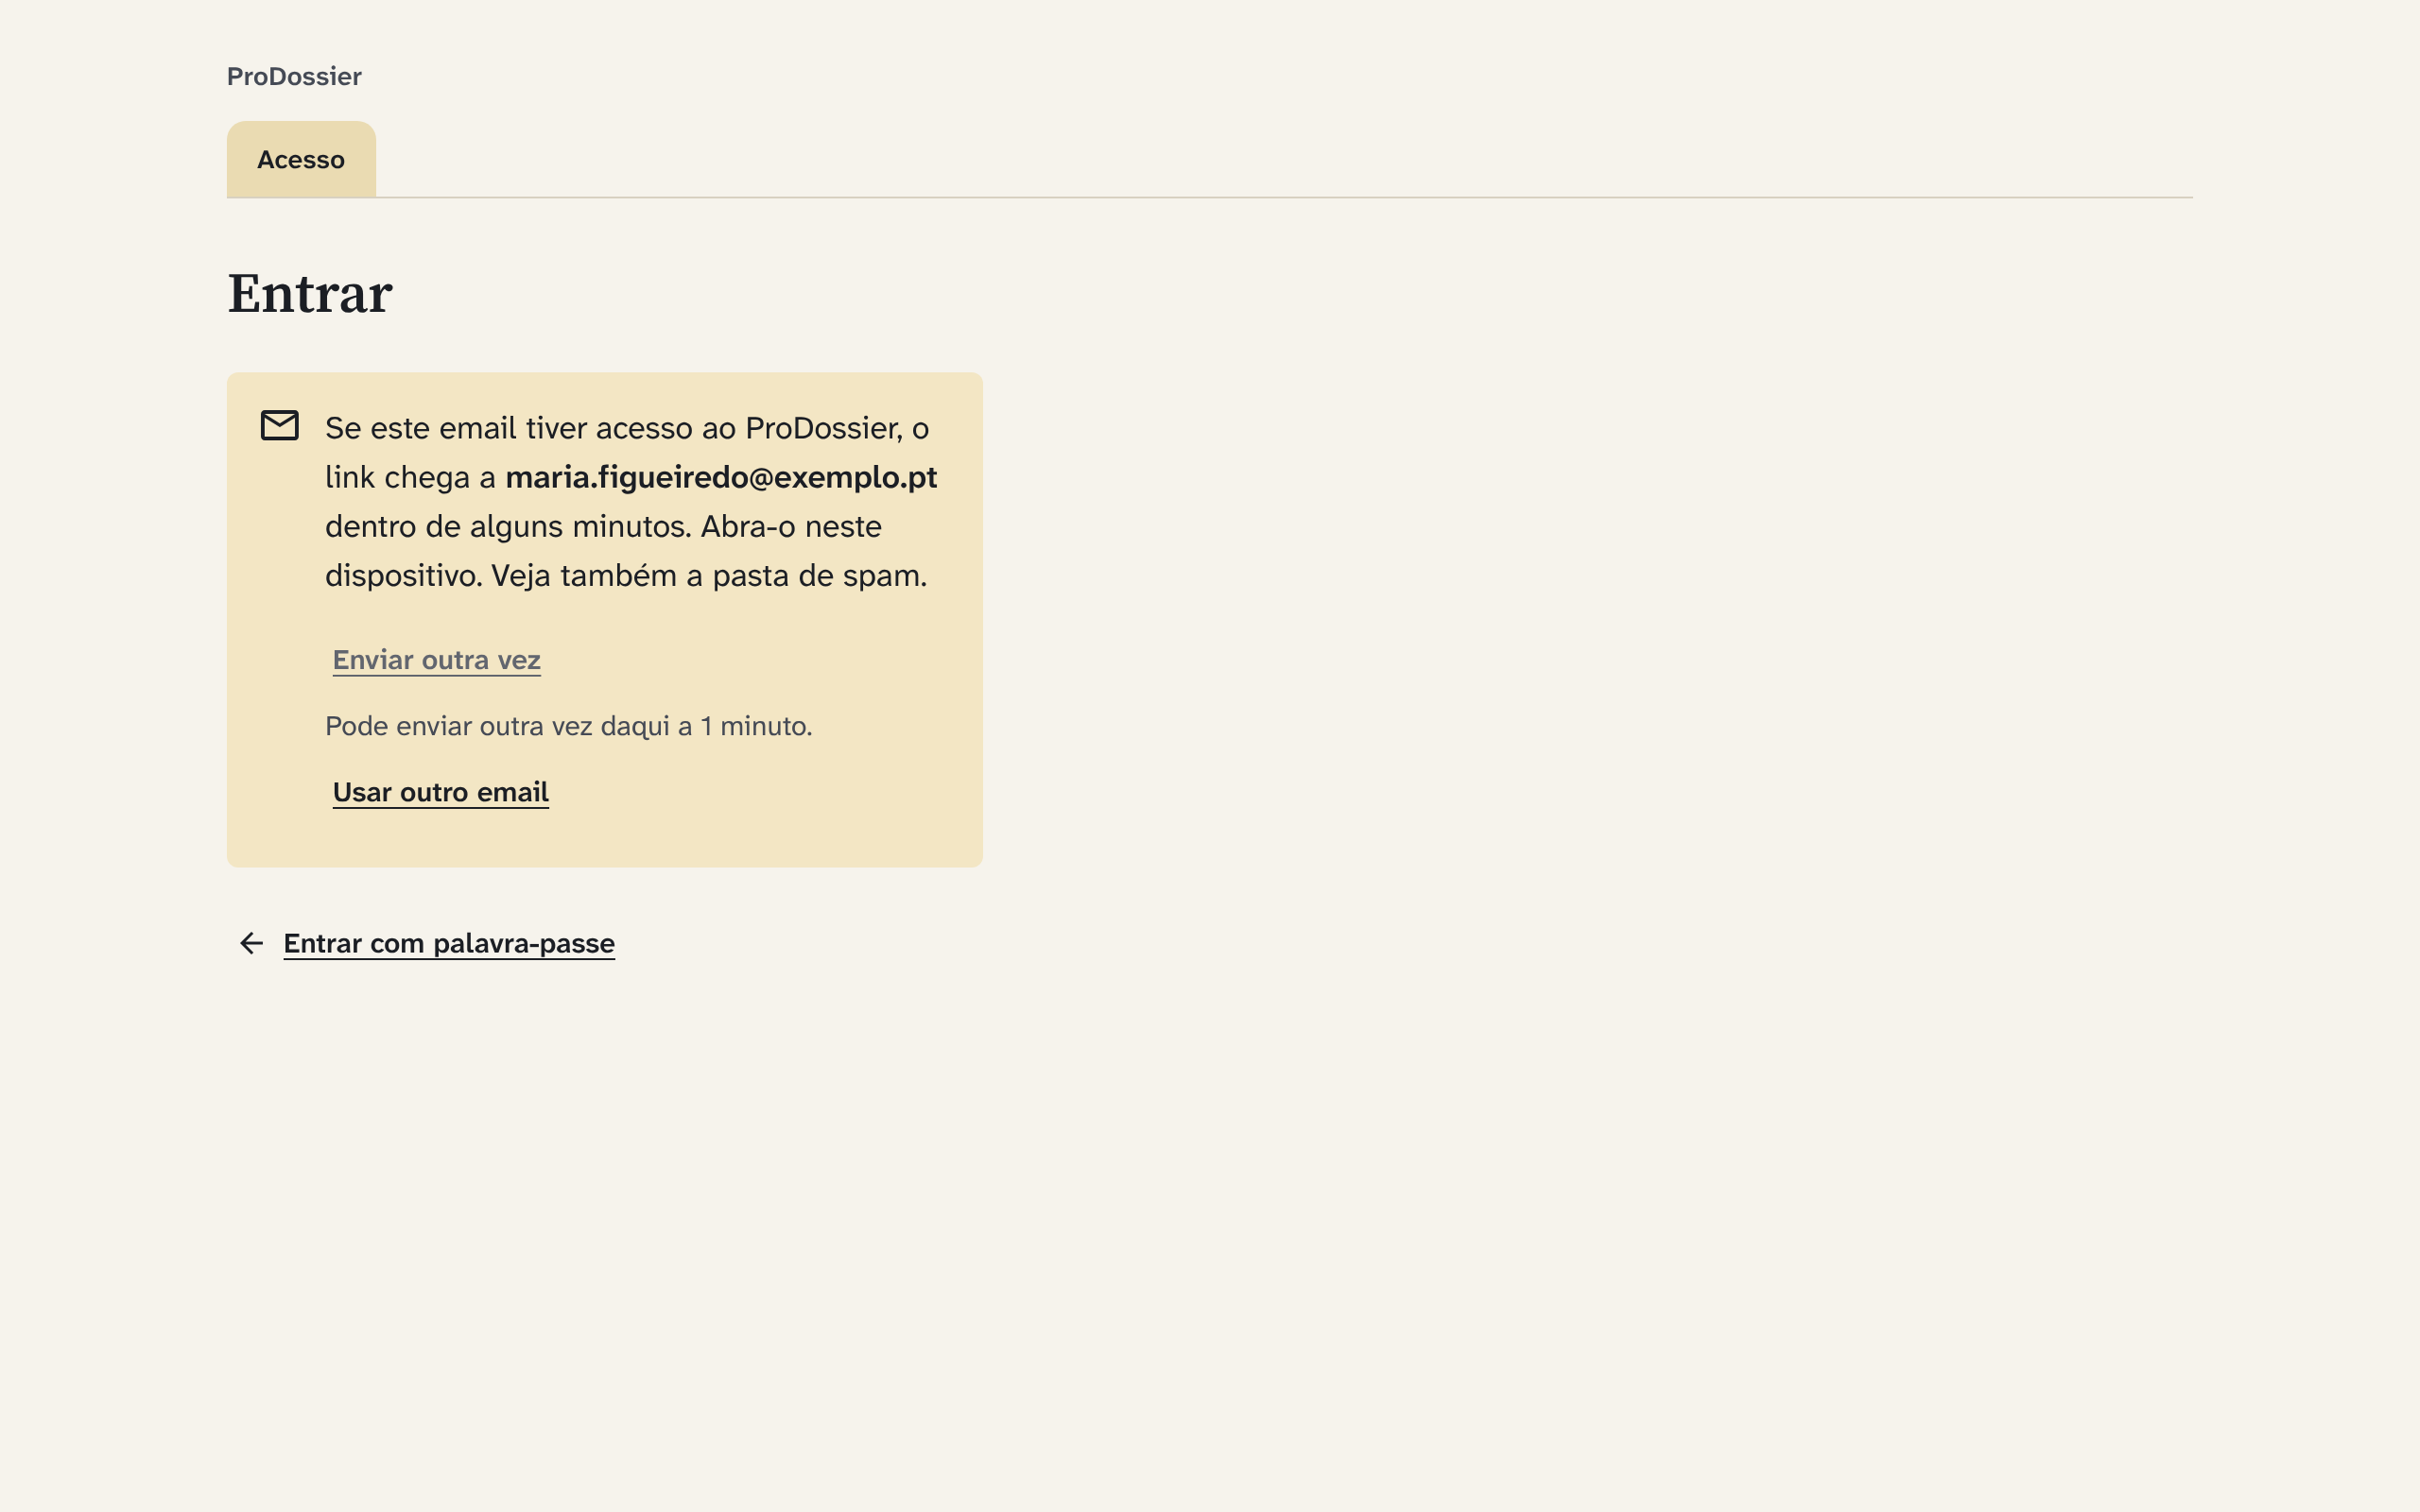 ProDossier
Acesso
Entrar
Se este email tiver acesso ao ProDossier, o
link chega a maria.figueiredo@exemplo.pt
dentro de alguns minutos. Abra-o neste
dispositivo. Veja também a pasta de spam.
Enviar outra vez
Pode enviar outra vez daqui a 1 minuto.
Usar outro email
Entrar com palavra-passe